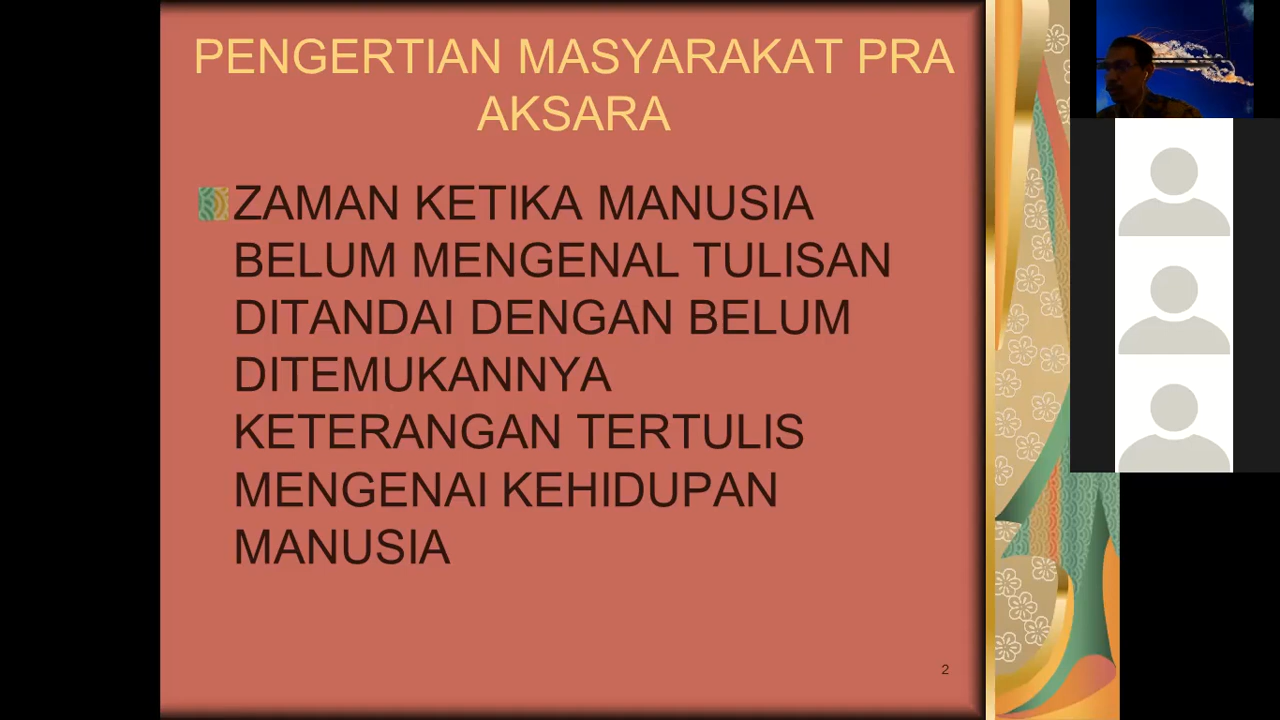 PENGERTIAN MASYARAKAT PRA
AKSARA
ZAMAN KETIKA MANUSIA
BELUM MENGENAL TULISAN
DITANDAI DENGAN BELUM
DITEMUKANNYA
KETERANGAN TERTULIS
MENGENAI KEHIDUPAN
MANUSIA
2